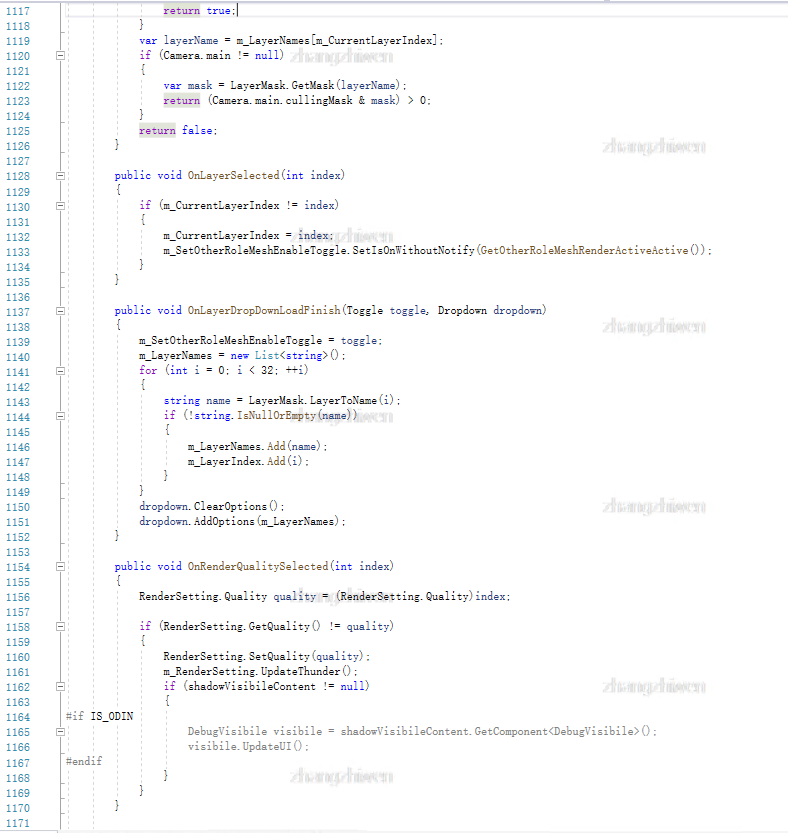 1117 return true;
1118 }
1119 var layerName = m_LayerNames[m_CurrentLayerIndex];
1120 if (Camera.main != null)
1121 {
1122 var mask = LayerMask.GetMask(layerName);
1123 return (Camera.main.cullingMask & mask) > 0;
1124 }
1125 return false;
1126 }
1127
1128 public void OnLayerSelected(int index)
1129 {
1130 if (m_CurrentLayerIndex != index)
1131 {
1132 m_CurrentLayerIndex = index;
1133 m_SetOtherRoleMeshEnableToggle.SetIsOnWithoutNotify(GetOtherRoleMeshRenderActiveActive());
1134 }
1135 }
1136
1137 public void OnLayerDropDownLoadFinish(Toggle toggle, Dropdown dropdown)
1138 {
1139 m_SetOtherRoleMeshEnableToggle = toggle;
1140 m_LayerNames = new List<string>();
1141 for (int i = 0; i < 32; ++i)
1142 {
1143 string name = LayerMask.LayerToName(i);
1144 if (!string.IsNullOrEmpty(name))
1145 {
1146 m_LayerNames.Add(name);
1147 m_LayerIndex.Add(i);
1148 }
1149 }
1150 dropdown.ClearOptions();
1151 dropdown.AddOptions(m_LayerNames);
1152 }
1153
1154 public void OnRenderQualitySelected(int index)
1155 {
1156 RenderSetting.Quality quality = (RenderSetting.Quality)index;
1157
1158 if (RenderSetting.GetQuality() != quality)
1159 {
1160 RenderSetting.SetQuality(quality);
1161 m_RenderSetting.UpdateThunder();
1162 if (shadowVisibileContent != null)
1163 {
1164 #if IS_ODIN
1165 DebugVisibile visibile = shadowVisibileContent.GetComponent<DebugVisibile>();
1166 visibile.UpdateUI();
1167 #endif
1168 }
1169 }
1170 }
1171